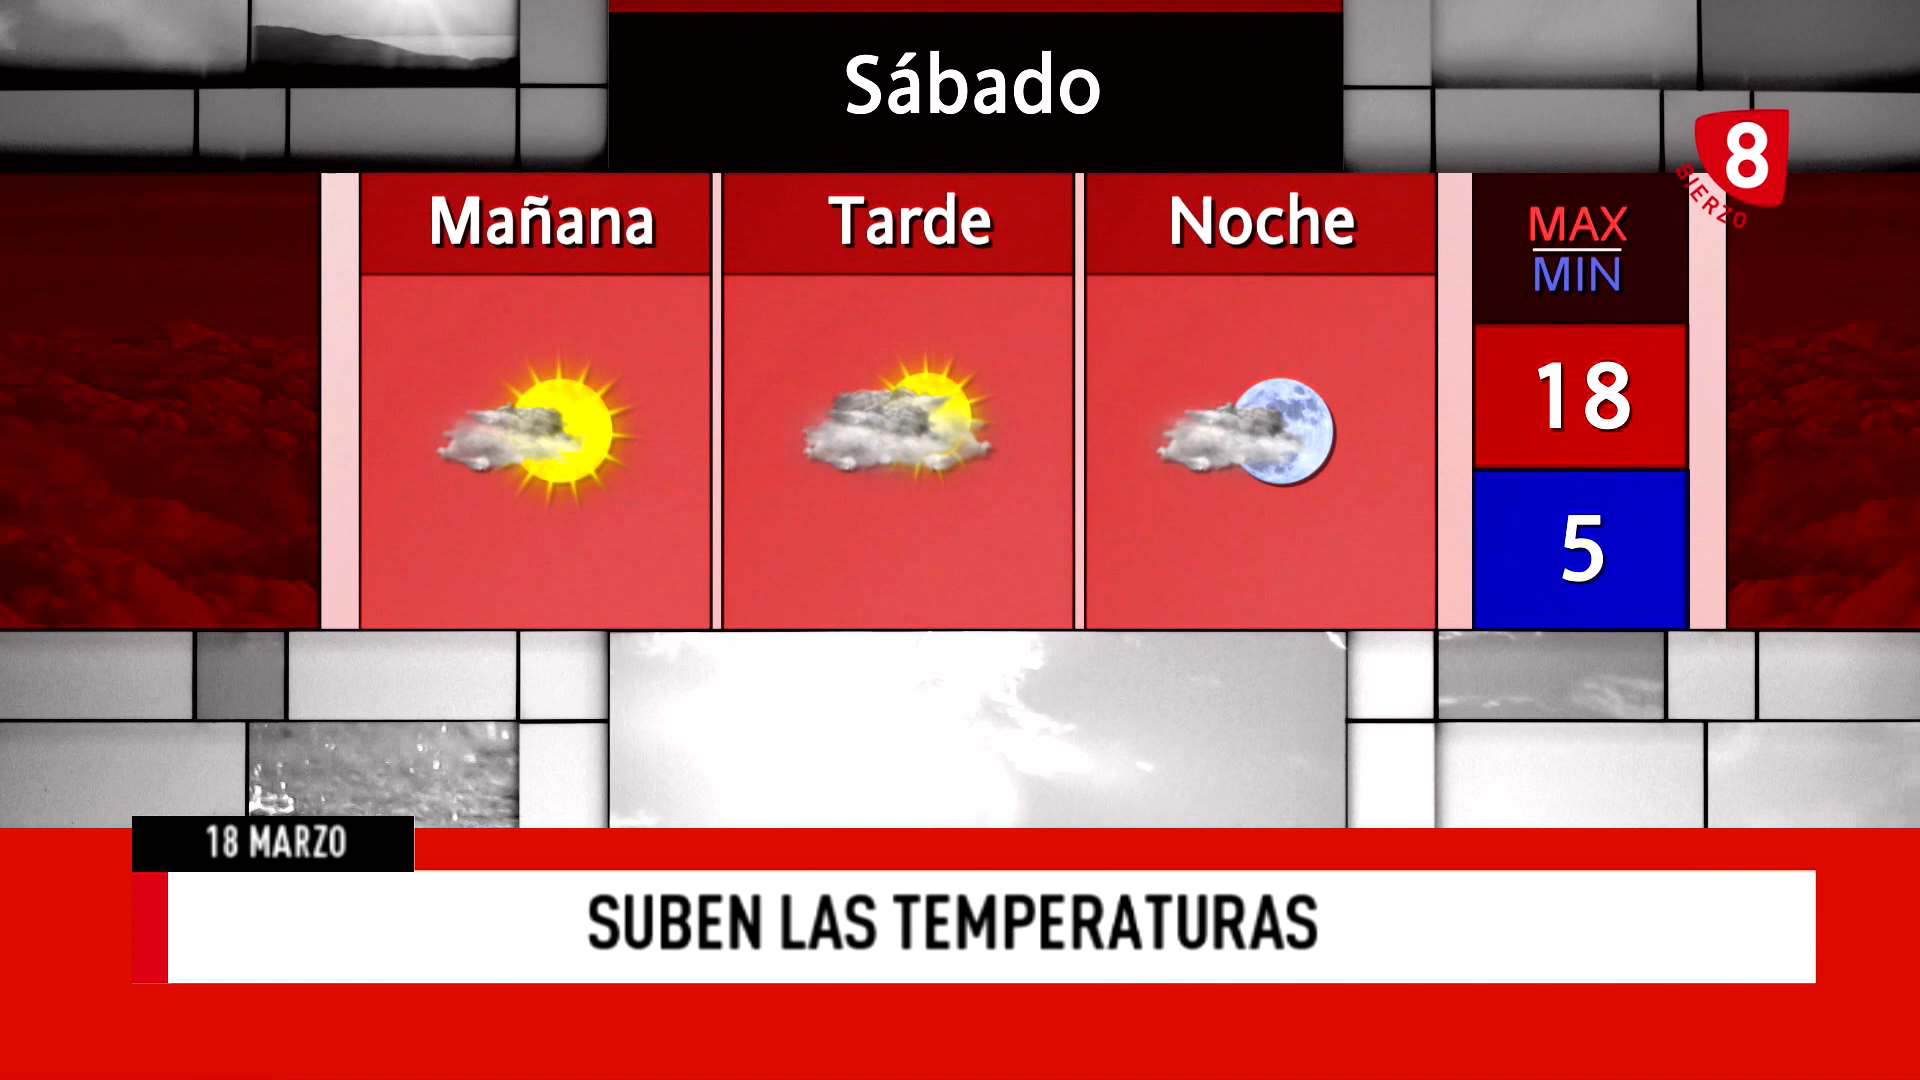 Sábado
8
BIERZO
Mañana
Tarde
Noche
MAX
MIN
18
5
18 MARZO
SUBEN LAS TEMPERATURAS